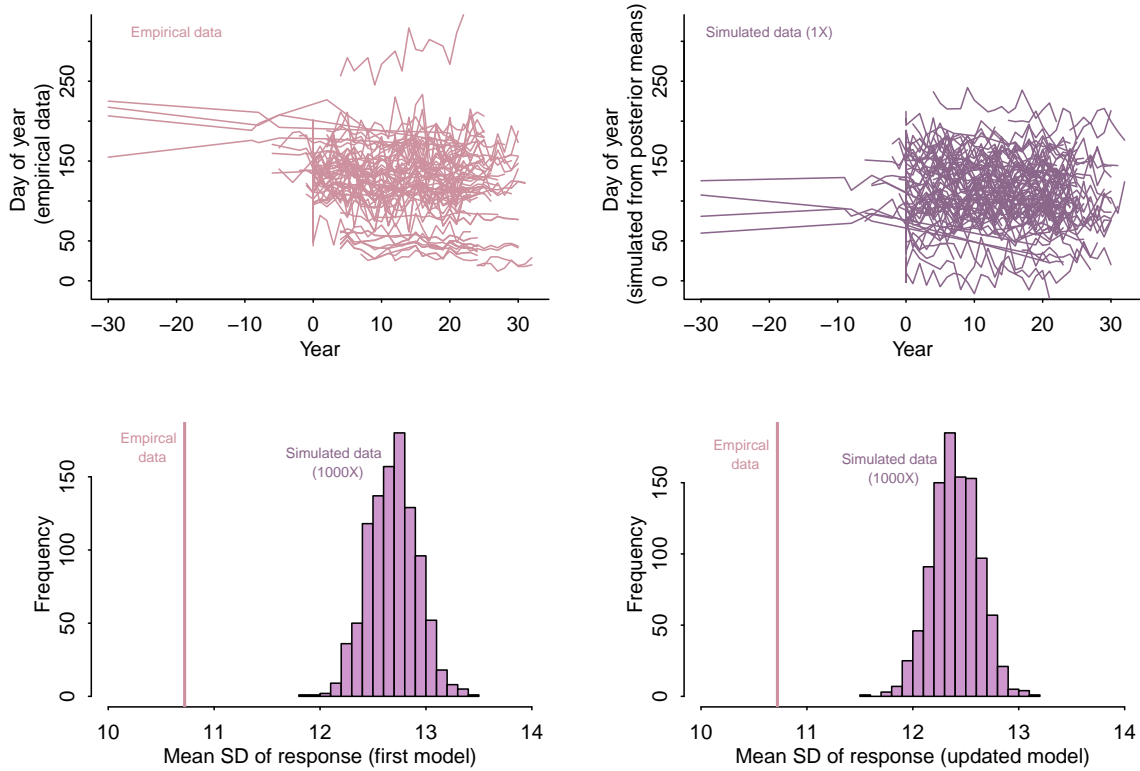 Empirical data
Day of year
(empirical data)
0
50
100
150
250
−30
−20
−10
0
10
20
30
Year
Simulated data (1X)
Day of year
(simulated from posterior means)
0
50
100
150
250
−30
−20
−10
0
10
20
30
Year
Empircal
data
Simulated data
(1000X)
Frequency
0
50
100
150
10
11
12
13
14
Mean SD of response (first model)
Empircal
data
Simulated data
(1000X)
Frequency
0
50
100
150
10
11
12
13
14
Mean SD of response (updated model)